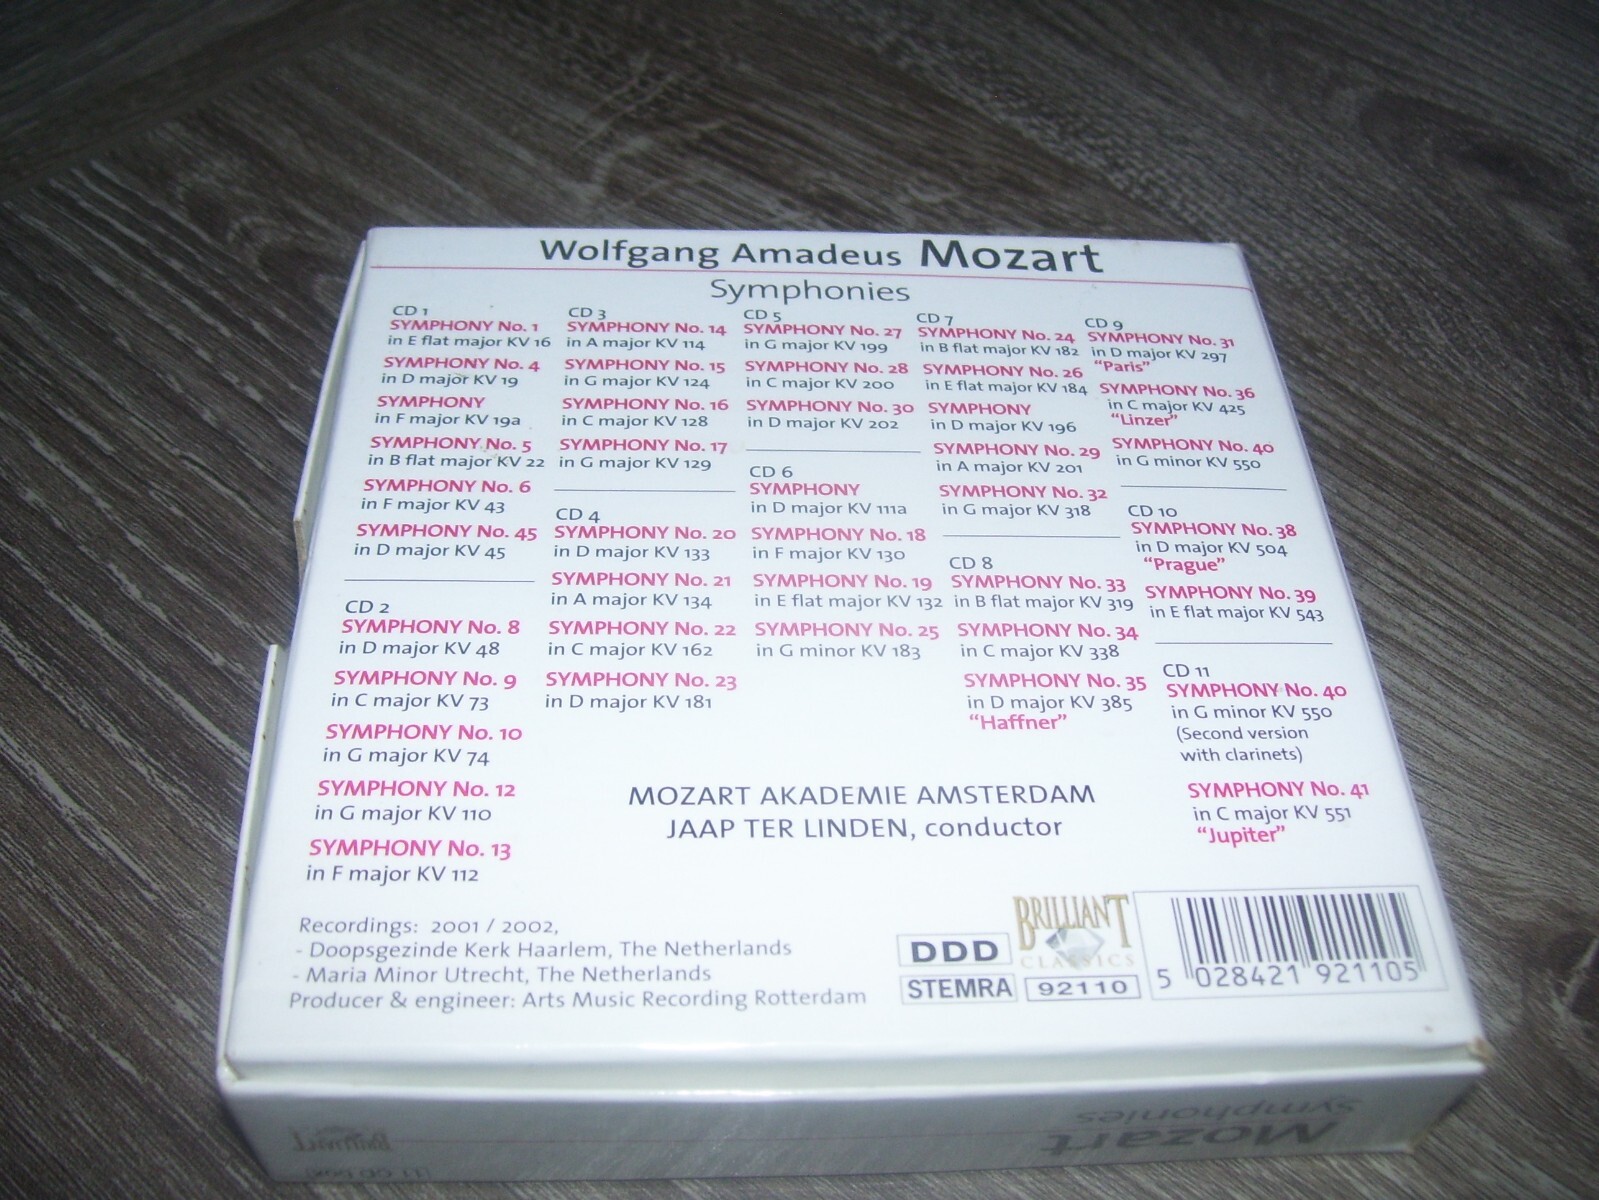 Wolfgang Amadeus Mozart
Symphonies
CD 1
SYMPHONY No. 1
in E flat major KV 16
SYMPHONY No. 4
in D major KV 19
SYMPHONY
in F major KV 19a
SYMPHONY No. 5
in B flat major KV 22
SYMPHONY No. 6
in F major KV 43
SYMPHONY No. 45
in D major KV 45
CD 2
SYMPHONY No. 8
in D major KV 48
SYMPHONY No. 9
in C major KV 73
SYMPHONY No. 10
in G major KV 74
SYMPHONY No. 12
in G major KV 110
SYMPHONY No. 13
in F major KV 112
CD 3
SYMPHONY No. 14
in A major KV 114
SYMPHONY No. 15
in G major KV 124
SYMPHONY No. 16
in C major KV 128
SYMPHONY No. 17
in G major KV 129
CD 4
SYMPHONY No. 20
in D major KV 133
SYMPHONY No. 21
in A major KV 134
SYMPHONY No. 22
in C major KV 162
SYMPHONY No. 23
in D major KV 181
CD 5
SYMPHONY No. 27
in G major KV 199
SYMPHONY No. 28
in C major KV 200
SYMPHONY No. 30
in D major KV 202
CD 6
SYMPHONY
in D major KV 111a
SYMPHONY No. 18
in F major KV 130
SYMPHONY No. 19
in E flat major KV 132
SYMPHONY No. 25
in G minor KV 183
CD 7
SYMPHONY No. 24
in B flat major KV 182
SYMPHONY No. 26
in E flat major KV 184
SYMPHONY
in D major KV 196
SYMPHONY No. 29
in A major KV 201
SYMPHONY No. 32
in G major KV 318
CD 8
SYMPHONY No. 33
in B flat major KV 319
SYMPHONY No. 34
in C major KV 338
SYMPHONY No. 35
in D major KV 385
“Haffner”
CD 9
SYMPHONY No. 31
in D major KV 297
“Paris”
SYMPHONY No. 36
in C major KV 425
“Linzer”
SYMPHONY No. 40
in G minor KV 550
CD 10
SYMPHONY No. 38
in D major KV 504
“Prague”
SYMPHONY No. 39
in E flat major KV 543
CD 11
SYMPHONY No. 40
in G minor KV 550
(Second version
with clarinets)
SYMPHONY No. 41
in C major KV 551
“Jupiter”
MOZART AKADEMIE AMSTERDAM
JAAP TER LINDEN, conductor
Recordings: 2001 / 2002,
- Doopsgezinde Kerk Haarlem, The Netherlands
- Maria Minor Utrecht, The Netherlands
Producer & engineer: Arts Music Recording Rotterdam
DDD
STEMRA
BRILLIANT
CLASSICS
92110
5 028421 921105
Mozart
Symphonies
Brilliant
11 CD BOX